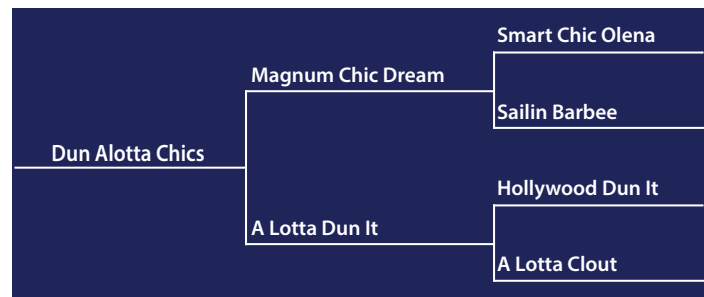 Smart Chic Olena
Magnum Chic Dream
Sailin Barbee
Dun Alotta Chics
Hollywood Dun It
A Lotta Dun It
A Lotta Clout